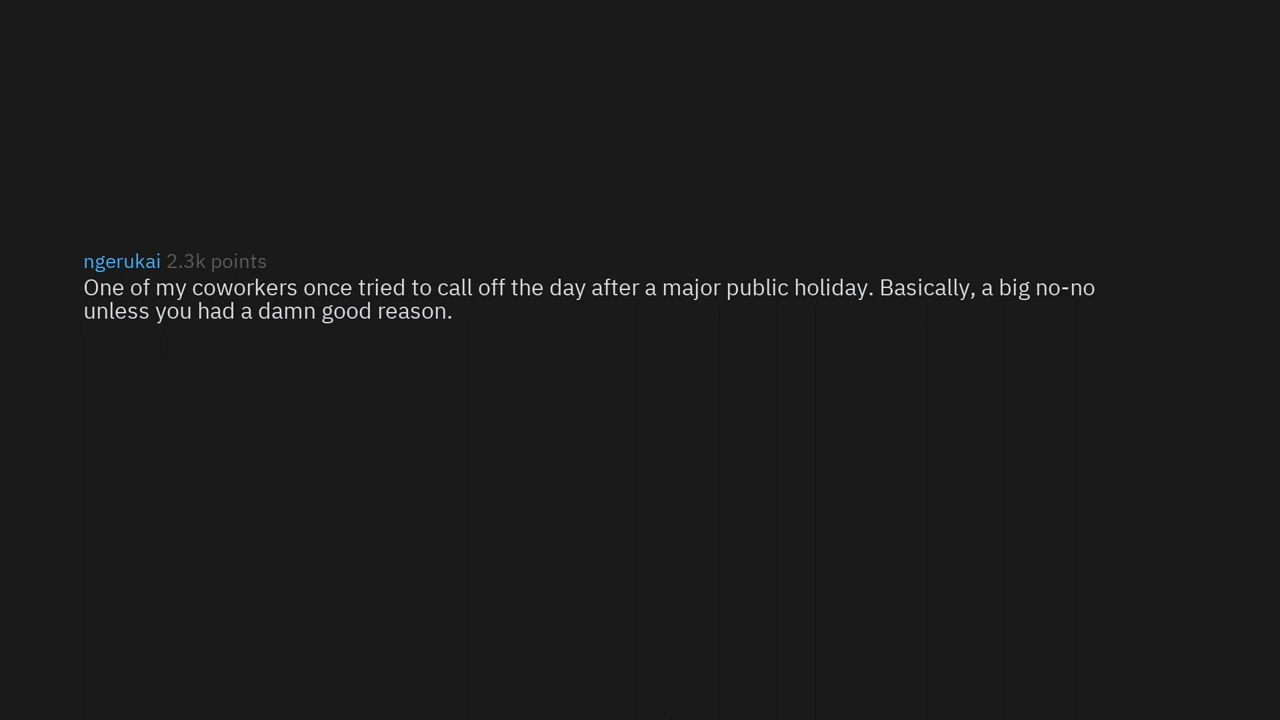 ngerukai 2.3k points
One of my coworkers once tried to call off the day after a major public holiday. Basically, a big no-no
unless you had a damn good reason.